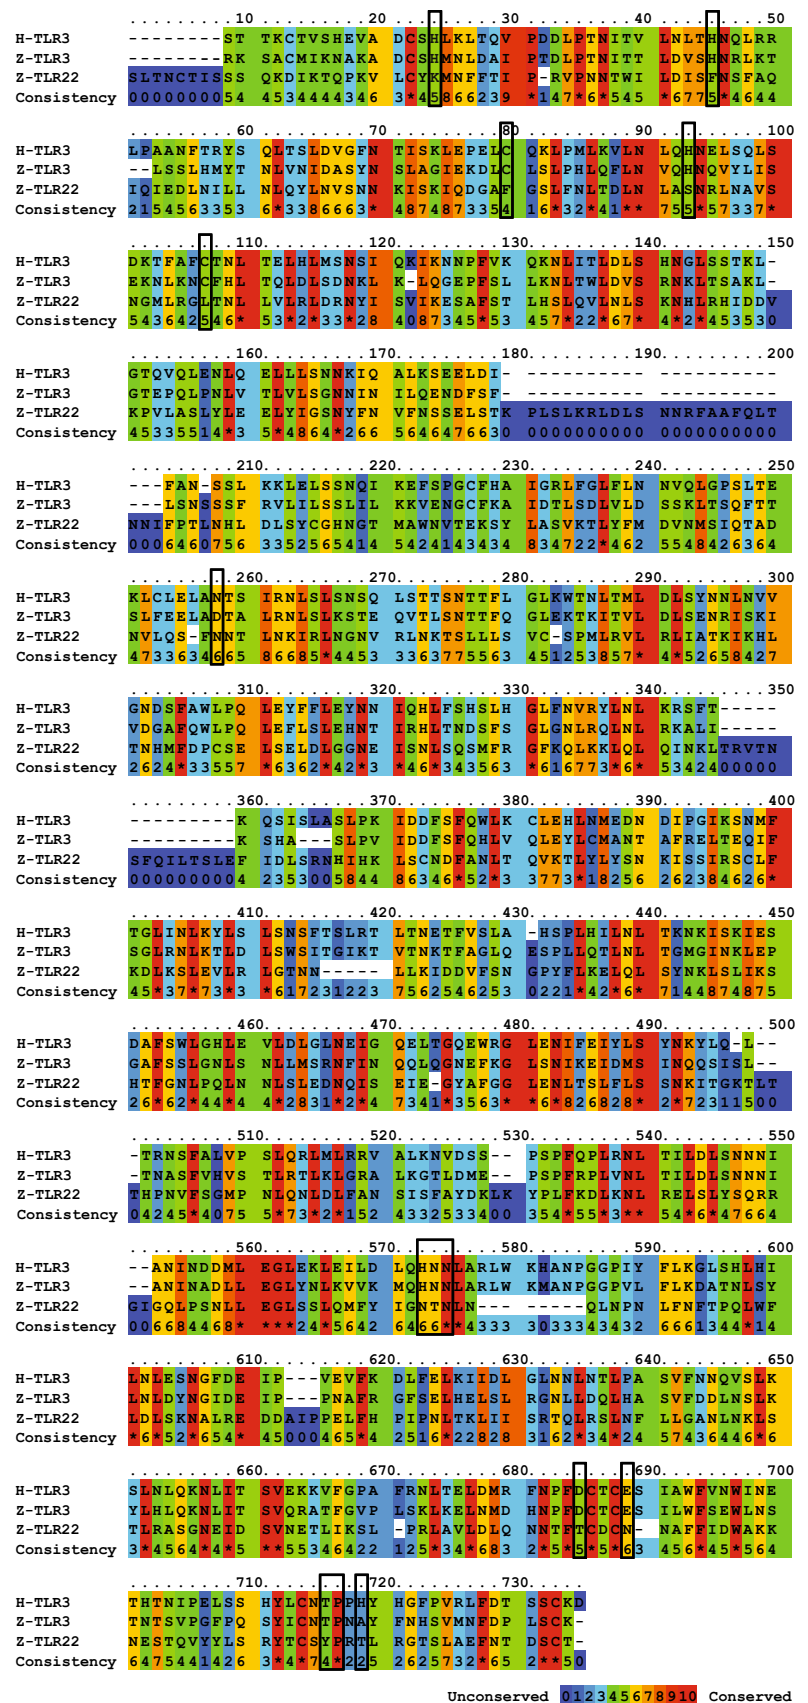 .........10 .........20 .........30 .........40 .........50
H-TLR3 --------ST TTKCTVSHEVA DCSHLKLTQV PDDLPTNITV LNLTHNQLRR
Z-TLR3 --------RK SACMIKNAKA DCSHMNLDAI PTDLPTNITT LDVSHNRLKT
Z-TLR22 SLTNCTISSS SQKDIKTQPKV LCYKMNFFTI P-RVPNNTWI LDISFNSFAQ
Consistency 0000000054 4534444346 3*45866239 *147*6*545 *6775*4644
.........60 .........70 .........80 .........90 .........100
H-TLR3 LPAANFTRYS QLTSLDVGFN TISKLEPELC QKLPMLKVLN LQHNELSQLS
Z-TLR3 --LSSLHMYT NLVNIDASYN SLAGIEKDLC LSLPHLQFLN VQHNQVYLIS
Z-TLR22 IQIEDLNILL NLQYLNVSNN KISKIQDGAF GSLFNLTDLN LASNRLNAVS
Consistency 2154563353 6*3386663* 4874873354 16*32*41** 755*57337*
.........110 .........120 .........130 .........140 .........150
H-TLR3 DKTFAFCTNL TELHLMSNSI QKIKNNPFVK QKNLITLDLS HNGLSSTKL-
Z-TLR3 EKNLKNCFHL TQLDLSDNKL K-LQGEPFSL LKNLTWLDVS RNKLTSAKL-
Z-TLR22 NGMLRGLTNL LVLRLDRNYI SVIKESAFST LHSLQVLNLS KNHLRHIDDV
Consistency 543642546* 53*2*33*28 4087345*53 457*22*67* 4*2*453530
.........160 .........170 .........180 .........190 .........200
H-TLR3 GTQVQLENLQ ELLLSNNKIQ ALKSEELDI- ---------- ----------
Z-TLR3 GTEPQLPNLV TLVLSGNNIN ILQENDFSF- ---------- ----------
Z-TLR22 KPVLASLYLE ELYIGSNYFN VFNSSELSTK PLSLKRLDLS NNRFAAFQLT
Consistency 45335514*3 5*4864*266 5646476630 0000000000 0000000000
.........210 .........220 .........230 .........240 .........250
H-TLR3 ---FAN-SSL KKLELSSNQI KEFSPGCFHA IGRLFGLFLN NVQLGPSLTE
Z-TLR3 ---LSNSSSF RVLILSSLIL KKVENGCFKA IDTLSDLVLD SSKLTSQFTT
Z-TLR22 NNIFPTLNHL DLSYCGHNGT MAWNVTEKSY LASVKTLYFM DVNMSIQTAD
Consistency 0006460756 3352565414 5424143434 834722*462 5548426364
.........260 .........270 .........280 .........290 .........300
H-TLR3 KLCLELANTS IRNLSLSNSQ LSTTSNTTFL GLKWTNLTML DLSYNNLNVV
Z-TLR3 SLFEELADTA LRNLSLKSTE QVTLSNTTFQ GLEKTKITVL DLSENRISKI
Z-TLR22 NVLQS-FNNT LNKIRLNGNV RLNKTSLLLS VC-SPMLRVL RLIATKIKHL
Consistency 4733634665 86685*4453 3363775563 451253857* 4*52658427
.........310 .........320 .........330 .........340 .........350
H-TLR3 GNDSFAWLPQ LEYFFLEYNN IQHLFSHSLH GLFNVRYLNL KRSFT-----
Z-TLR3 VDGAFQWLPQ LEFLSLEHNT IRHLTNDSFS GLGNLRQLNL RKALI-----
Z-TLR22 TNHMFDPCSE LSELDLGGNE ISNLSQSMFR GFKQLKKLQL QINKLTRVTN
Consistency 2624*33557 *6362*42*3 *46*343563 *616773*6* 5342400000
.........360 .........370 .........380 .........390 .........400
H-TLR3 ---------K QSISLASLPK IDDFSFQWLK CLEHLNMEDN DIPGIKSNMF
Z-TLR3 ---------K SHA---SLPV IDDFSFQHLV QLEYLCMANT AFRELTEQIF
Z-TLR22 SFQILTSLEF IDLSRNHIHK LSCNDFANLT QVKTLYLYSN KISSIRSCLF
Consistency 0000000004 2353005844 86346*52*3 3773*18256 262384626*
.........410 .........420 .........430 .........440 .........450
H-TLR3 TGLINLKYLS LSNSFTSLRT LTNETFVSLA -HSPLHILNL TKNKISKIES
Z-TLR3 SGLRNLKTLD LSWSITGIKT VTNKTFAGLQ ESPLLQTLNL TGMGINKLEP
Z-TLR22 KDLKSLEVLR LGTNN----- LLKIDDVFSN GPYFLKELQL SYNKLSLIKS
Consistency 45*37*73*3 *617231223 7562546253 0221*42*6* 7144874875
.........460 .........470 .........480 .........490 .........500
H-TLR3 DAFSWLGHLE VLDLGLNEIG QELTGQEWRG LENIFEIYLS YNKYLQ-L--
Z-TLR3 GAFSSLGNLS NLLMSRNFIN QQLQGNEFKG LSNIKEIDMS INQQSISL--
Z-TLR22 HTFGNLPQLN NLSLEDNQIS EIE-GYAFGG LENLTSLFLS SNKITGKTLT
Consistency 26*62*44*4 4*2831*2*4 7341*3563* *6*826828* 2*72311500
.........510 .........520 .........530 .........540 .........550
H-TLR3 -TRNSFALVP SLQRLMLRRV ALKNVDSS-- PSPFQPLRNL TILDLSNNNI
Z-TLR3 -TNASFVHVS TLRTLKLGRA LKGTLDME-- PSPFRPLVNL TILDLSNNNI
Z-TLR22 THPNVFSGMP NLQNLDLFAN SISFAYDKLK YPLFKDLKNL RELSLYSQRR
Consistency 04245*4075 5*73*2*152 4332533400 354*55*3** 54*6*47664
.........560 .........570 .........580 .........590 .........600
H-TLR3 --ANINDDML EGLEKLEILD LQHNNLARLW KHANPGGPIY FLKGLSHLHI
Z-TLR3 --ANINADLL EGLYNLKVVK MQHNNLARLW KMANPGGPVL FLKDATNLSY
Z-TLR22 GIGQLPSNLL EGLSSLQMFY IGNTNLN--- ------QLNPN LFNFTPQLWF
Consistency 006684468* ***24*5642 6466**4333 3033343432 6661344*14
.........610 .........620 .........630 .........640 .........650
H-TLR3 LNLESNGFDE IP---VEVFK DLFELKIIDL GLNNLNTLPA SVFNNQVSLK
Z-TLR3 LNLDYNGIDE IP---PNAFR GFSELHELSL RGNLLDQLHA SVFDDLNSLK
Z-TLR22 LDLSKNALRE DDAIPPELFH PIPNLTKLII SRTQLRSLNF LLGANLNKLS
Consistency *6*52*654* 45000465*4 2516*22828 3162*34*24 57436446*6
.........660 .........670 .........680 .........690 .........700
H-TLR3 SLNLQKNLIT SVEKKVFGPA FRNLTELDMR FNPFDCTCES IAWFVNWINE
Z-TLR3 YLHLQKNLIT SVQRATFGVP LSKLKELNMD HNPFDCTCES ILWFSEWLNS
Z-TLR22 TLRASGNEID SVNETLIKSL -PRLAVLDLQ NNTFTCDCN- NAFFIDWAKK
Consistency 3*4564*4*5 **55346422 125*34*683 2*5*5*5*63 456*45*564
.........710 .........720 .........730....
H-TLR3 THTNIPELSS HYLCNTPPHY HGFPVRLFDT SSCKD
Z-TLR3 TNTSVPGFPQ SYICNTPNAY FNHSVMNFDP LSCK-
Z-TLR22 NESTQVYYLS RYTCSYPRTL RGTSLAEFNT DSCT-
Consistency 6475441426 3*4*74*225 2625732*65 2**50
Unconserved 0 1 2 3 4 5 6 7 8 9 10 Conserved